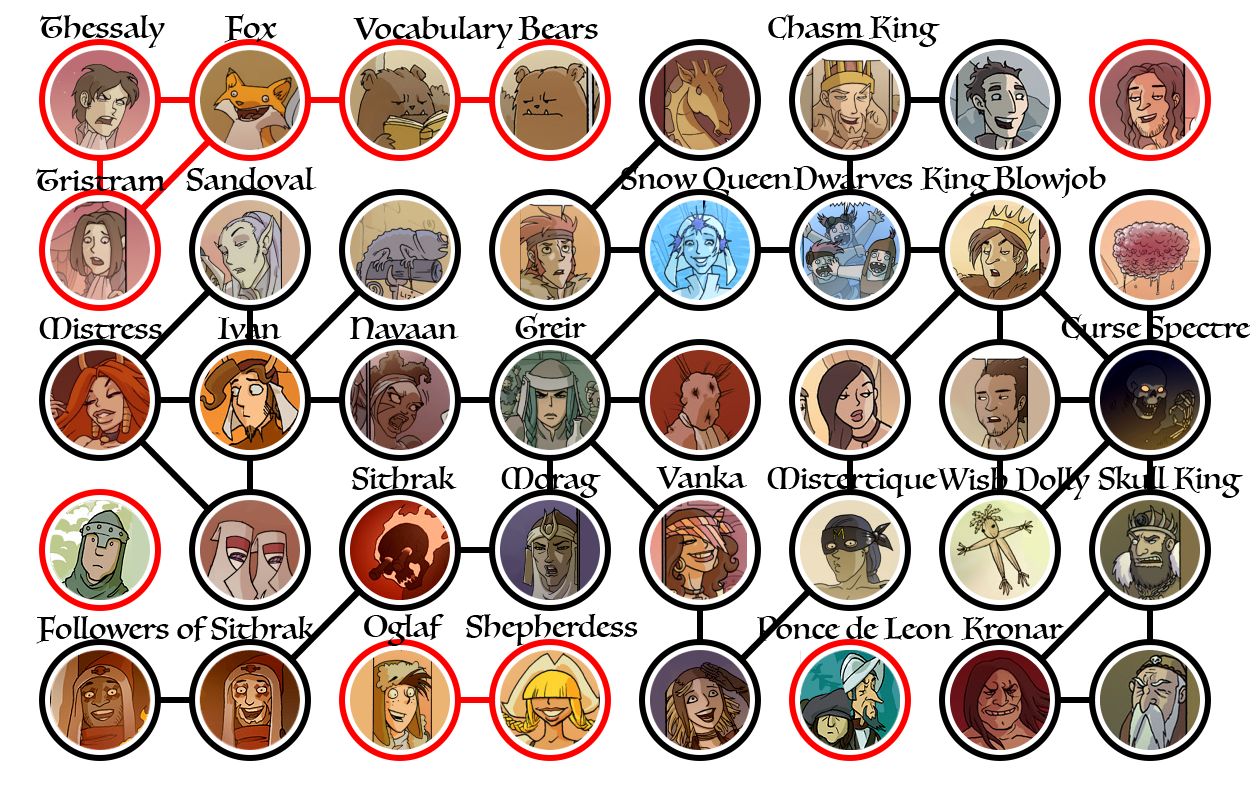 Thessaly Fox Vocabulary Bears Chasm King
Tristram Sandoval Snow Queen Dwarves King Blowjob
Mistress Ivan Navaan Greir Curse Spectre
Sithrak Morag Vanka Mistertique Wish Dolly Skull King
Followers of Sithrak Oglaf Shepherdess Ponce de Leon Kronar